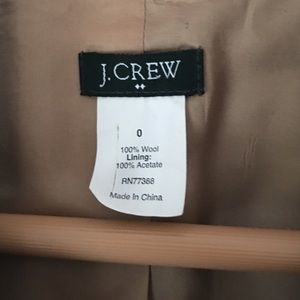 J.CREW
0
100% Wool
Lining:
100% Acetate
RN77388
Made In China